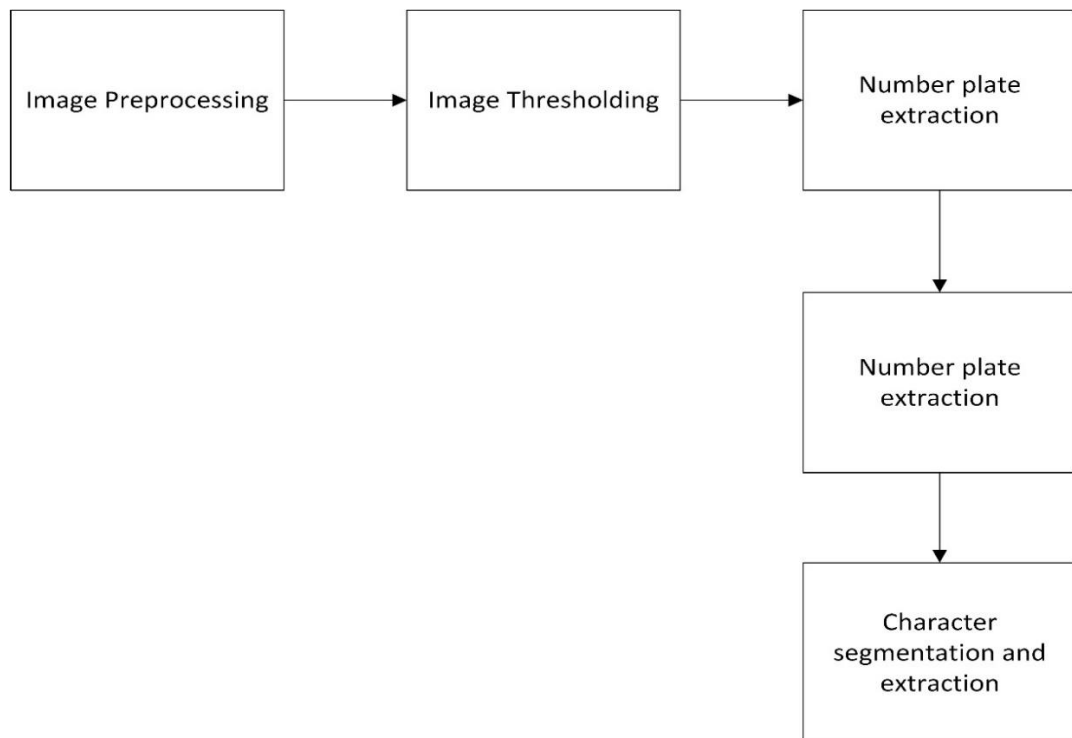 Image Preprocessing
Image Thresholding
Number plate
extraction
Number plate
extraction
Character
segmentation and
extraction